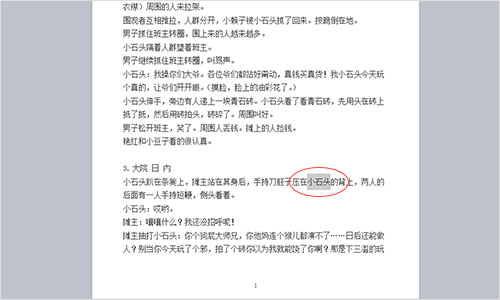 农襟）周围的人来拉架。
围观者互相推拉，人群分开，小赖子被小石头抓了回来。按跪倒在地。
男子抓住班主转圈，围上来的人越来越多。
小石头隔着人群望着班主。
男子继续抓住班主转圈，叫骂声。
小石头：我操你们大爷。各位爷们都站好甭动，真钱买真货！我小石头今天玩
个真的，让爷们开开眼。（摸脸，脸上的油彩花了。）
小石头伸手，旁边有人递上一块青石砖。小石头看了看青石砖，先用头在砖上
抵了抵，然后用砖拍头，砖碎了。周围叫好。
男子松开班主，笑了。周围人丢钱。摊上的人捡钱。
艳红和小豆子看的很认真。
3.大院 日 内
小石头趴在条凳上，摊主站在其身后，手持刀胚子压在小石头的背上，两人的
后面有一人手持短鞭，侧头看着。
小石头：哎哟。
摊主：嚷嚷什么？我还没招呼呢！
摊主抽打小石头：你个狗屁大师兄，你他妈连个猴儿都演不了……日后还能做
人？别当你今天玩了个邪，拍了个砖你以为我就能饶了你啊？那是下三滥的玩
1